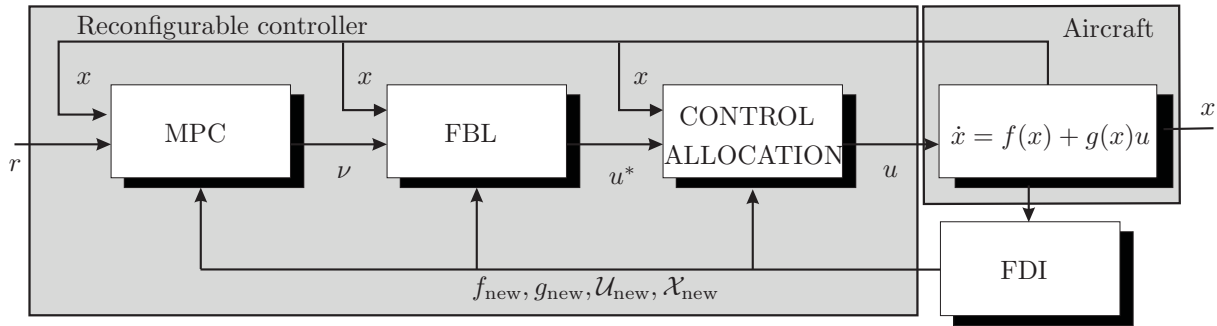 Reconfigurable controller
Aircraft
x
x
x
x
MPC
FBL
CONTROL
ALLOCATION
ẋ = f(x) + g(x)u
r
ν
u*
u
FDI
f_new, g_new, 𝒰_new, 𝒳_new